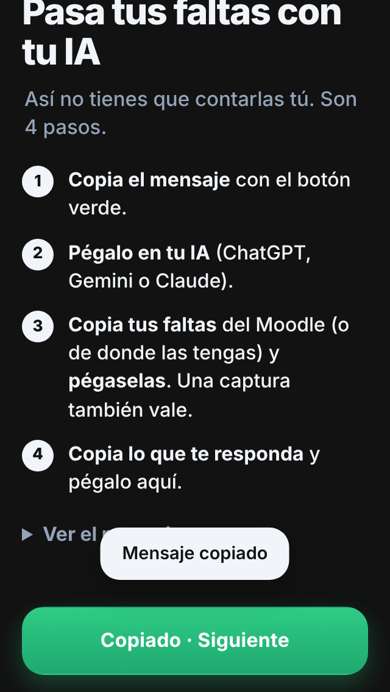 Pasa tus faltas con
tu IA
Así no tienes que contarlas tú. Son
4 pasos.
1 Copia el mensaje con el botón
verde.
2 Pégalo en tu IA (ChatGPT,
Gemini o Claude).
3 Copia tus faltas del Moodle (o
de donde las tengas) y
pégaselas. Una captura
también vale.
4 Copia lo que te responda y
pégalo aquí.
Ver el
Mensaje copiado
Copiado · Siguiente